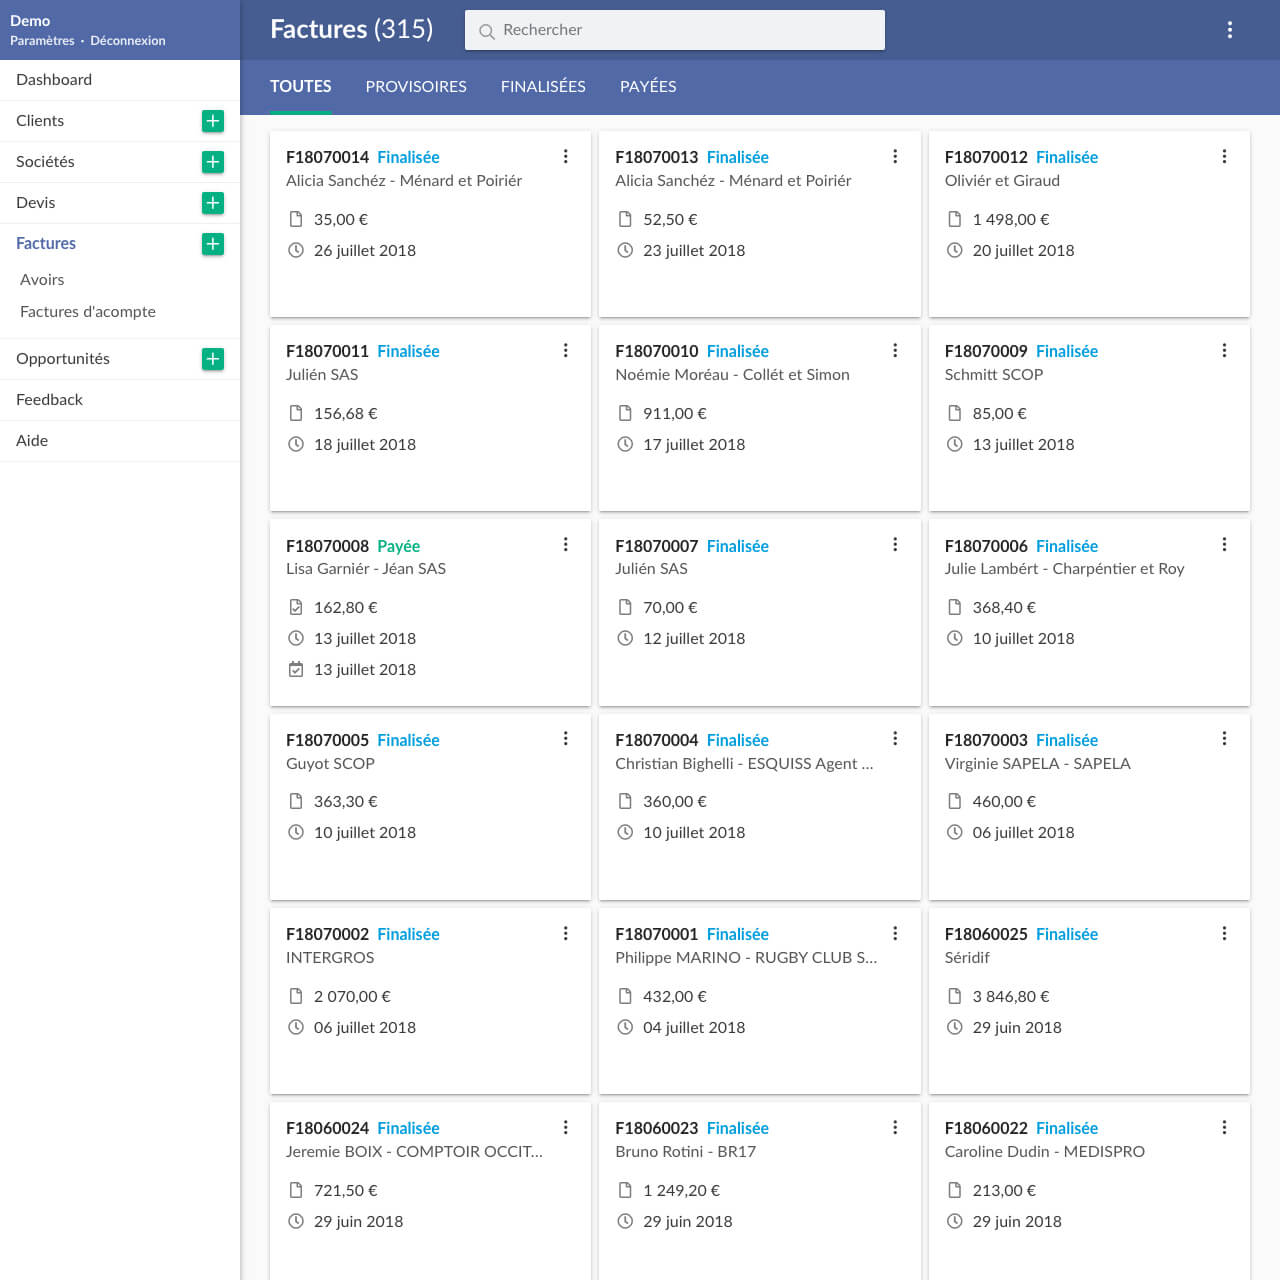 Demo
Paramètres · Déconnexion
Dashboard
Clients
Sociétés
Devis
Factures
Avoirs
Factures d'acompte
Opportunités
Feedback
Aide
Factures (315)
Rechercher
TOUTES PROVISOIRES FINALISÉES PAYÉES
F18070014 Finalisée
Alicia Sanchéz - Ménard et Poiriér
35,00 €
26 juillet 2018
F18070013 Finalisée
Alicia Sanchéz - Ménard et Poiriér
52,50 €
23 juillet 2018
F18070012 Finalisée
Oliviér et Giraud
1 498,00 €
20 juillet 2018
F18070011 Finalisée
Julién SAS
156,68 €
18 juillet 2018
F18070010 Finalisée
Noémie Moréau - Collét et Simon
911,00 €
17 juillet 2018
F18070009 Finalisée
Schmitt SCOP
85,00 €
13 juillet 2018
F18070008 Payée
Lisa Garniér - Jéan SAS
162,80 €
13 juillet 2018
13 juillet 2018
F18070007 Finalisée
Julién SAS
70,00 €
12 juillet 2018
F18070006 Finalisée
Julie Lambért - Charpéntier et Roy
368,40 €
10 juillet 2018
F18070005 Finalisée
Guyot SCOP
363,30 €
10 juillet 2018
F18070004 Finalisée
Christian Bighelli - ESQUISS Agent ...
360,00 €
10 juillet 2018
F18070003 Finalisée
Virginie SAPELA - SAPELA
460,00 €
06 juillet 2018
F18070002 Finalisée
INTERGROS
2 070,00 €
06 juillet 2018
F18070001 Finalisée
Philippe MARINO - RUGBY CLUB S...
432,00 €
04 juillet 2018
F18060025 Finalisée
Séridif
3 846,80 €
29 juin 2018
F18060024 Finalisée
Jeremie BOIX - COMPTOIR OCCIT...
721,50 €
29 juin 2018
F18060023 Finalisée
Bruno Rotini - BR17
1 249,20 €
29 juin 2018
F18060022 Finalisée
Caroline Dudin - MEDISPRO
213,00 €
29 juin 2018